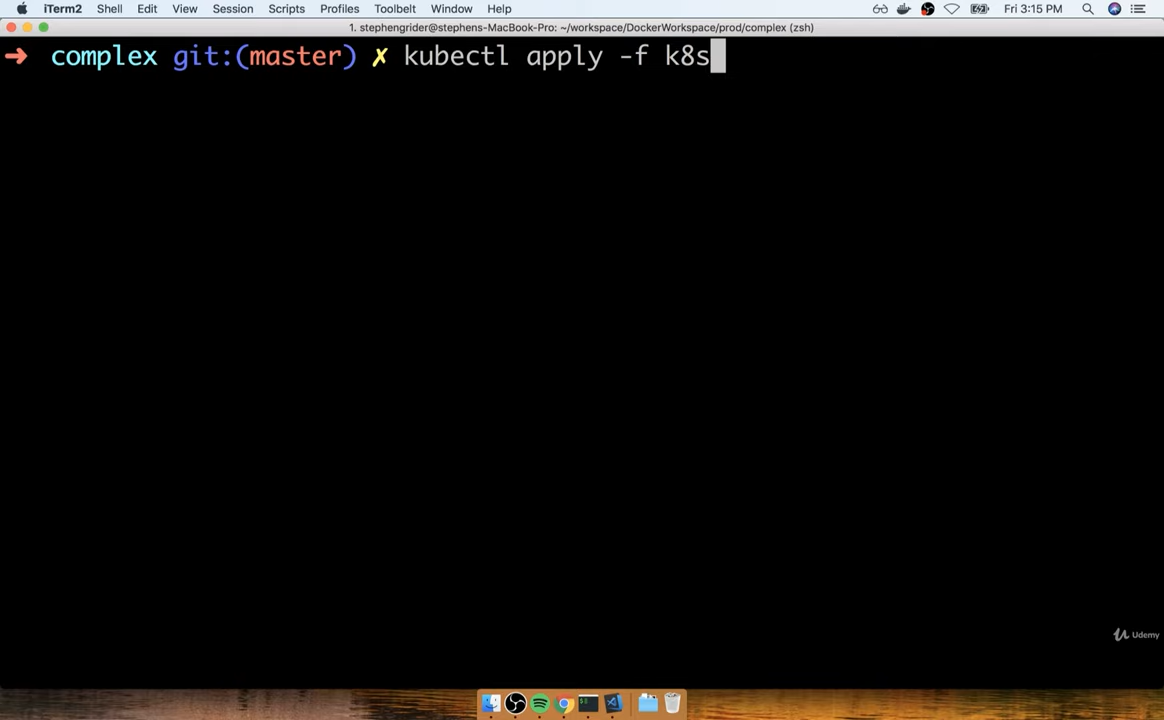 iTerm2 Shell Edit View Session Scripts Profiles Toolbelt Window Help Fri 3:15 PM
1. stephengrider@stephens-MacBook-Pro: ~/workspace/DockerWorkspace/prod/complex (zsh)
➜ complex git:(master) ✗ kubectl apply -f k8s
Udemy